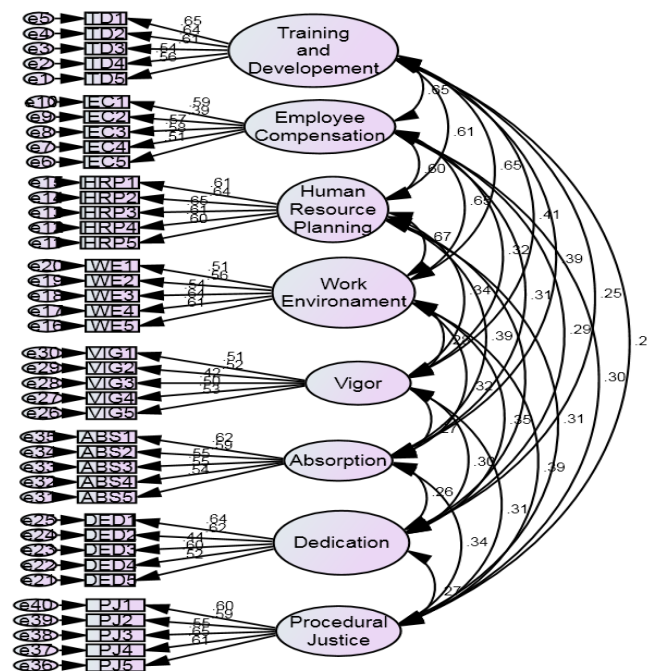 e5 TD1 .65
e4 TD2 .64
e3 TD3 .61
e2 TD4 .54
e1 TD5 .56
Training
and
Developement
e10 EC1 .59
e9 EC2 .39
e8 EC3 .57
e7 EC4
e6 EC5 .51
Employee
Compensation
HRP1 .61
HRP2 .64
HRP3 .65
HRP4 .61
HRP5 .60
Human
Resource
Planning
e20 WE1 .51
e19 WE2 .56
e18 WE3 .54
e17 WE4 .64
e16 WE5 .61
Work
Environament
e30 VIG1 .51
e29 VIG2 .52
e28 VIG3 .42
e27 VIG4 .50
e26 VIG5 .53
Vigor
e35 ABS1 .62
e34 ABS2 .59
e33 ABS3 .55
e32 ABS4 .55
e31 ABS5 .54
Absorption
e25 DED1 .64
e24 DED2 .62
e23 DED3 .44
e22 DED4 .60
e21 DED5 .52
Dedication
e40 PJ1 .60
e39 PJ2 .59
e38 PJ3 .55
e37 PJ4 .65
e36 PJ5 .61
Procedural
Justice
.65
.61
.60
.65
.41
.67
.32
.39
.34
.31
.25
.39
.29
.2
.32
.30
.35
.31
.30
.39
.26
.31
.34
.27